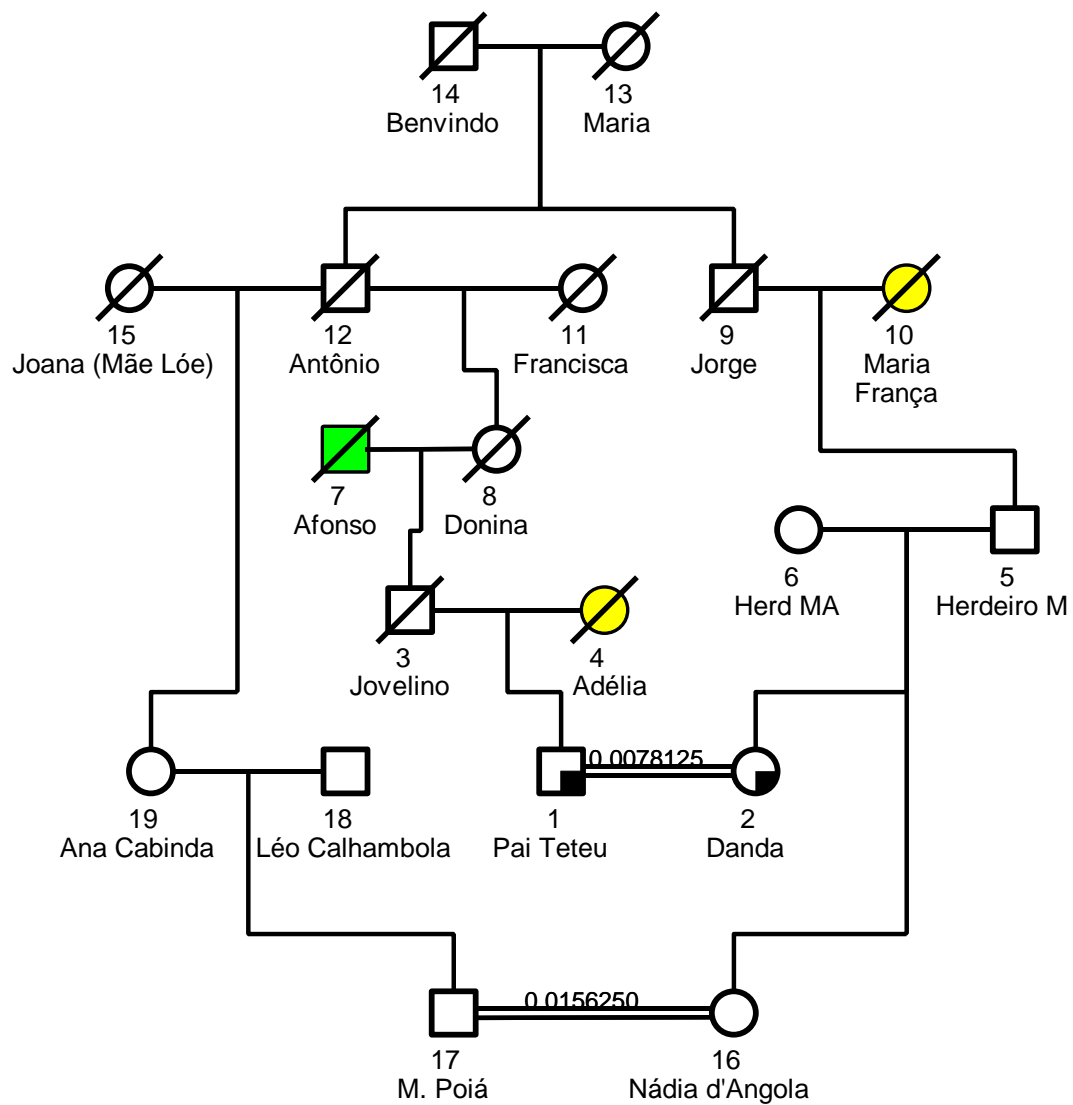 14
Benvindo
13
Maria
15
Joana (Mãe Lóe)
12
Antônio
11
Francisca
9
Jorge
10
Maria
França
7
Afonso
8
Donina
6
Herd MA
5
Herdeiro M
3
Jovelino
4
Adélia
0.0078125
19
Ana Cabinda
18
Léo Calhambola
1
Pai Teteu
2
Danda
0.0156250
17
M. Poiá
16
Nádia d'Angola